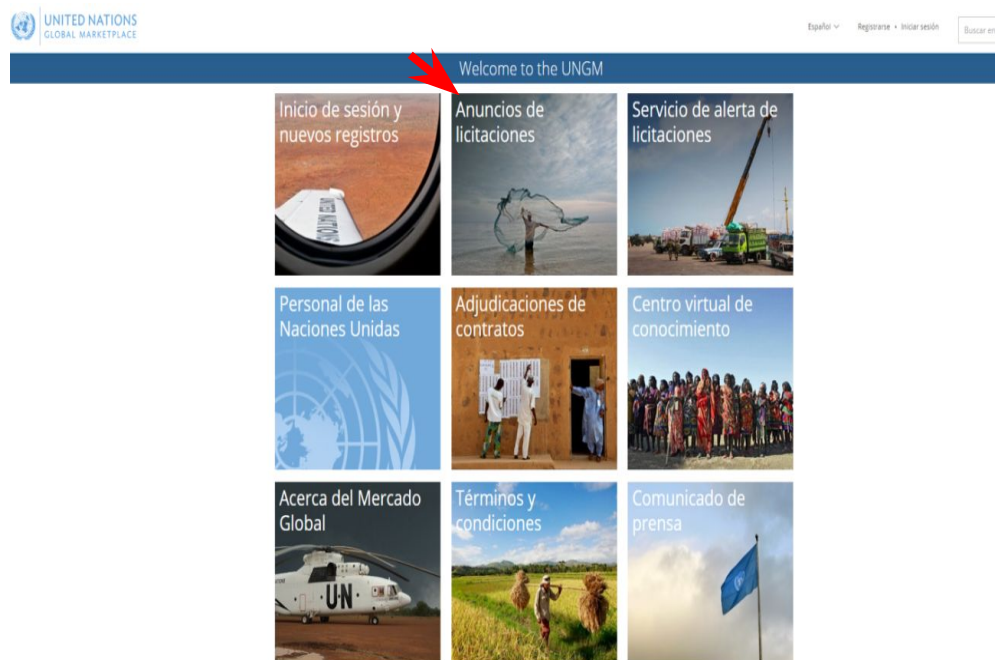 UNITED NATIONS
GLOBAL MARKETPLACE
Español
Registrarse • Iniciar sesión
Buscar en
Welcome to the UNGM
Inicio de sesión y
nuevos registros
Anuncios de
licitaciones
Servicio de alerta de
licitaciones
UNITED NATIONS
Personal de las
Naciones Unidas
Adjudicaciones de
contratos
Centro virtual de
conocimiento
Acerca del Mercado
Global
Términos y
condiciones
Comunicado de
prensa
UN